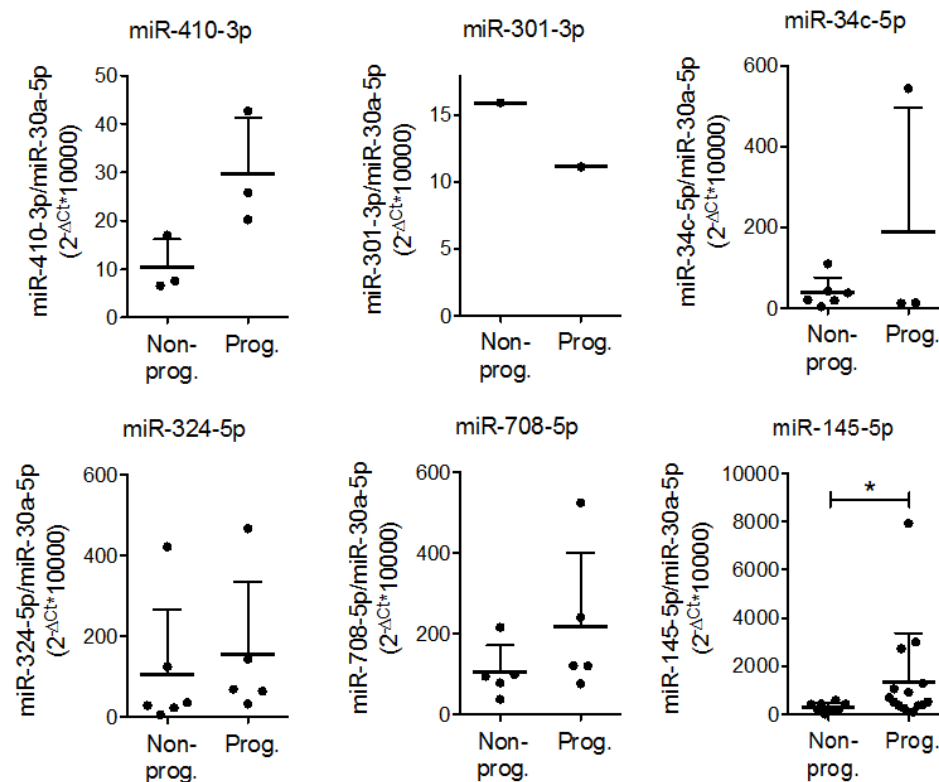 miR-410-3p
miR-410-3p/miR-30a-5p
(2-ΔCt*10000)
50
40
30
20
10
0
Non-
prog.
Prog.
miR-301-3p
miR-301-3p/miR-30a-5p
(2-ΔCt*10000)
15
10
5
0
Non-
prog.
Prog.
miR-34c-5p
miR-34c-5p/miR-30a-5p
(2-ΔCt*10000)
600
400
200
0
Non-
prog.
Prog.
miR-324-5p
miR-324-5p/miR-30a-5p
(2-ΔCt*10000)
600
400
200
0
Non-
prog.
Prog.
miR-708-5p
miR-708-5p/miR-30a-5p
(2-ΔCt*10000)
600
400
200
0
Non-
prog.
Prog.
miR-145-5p
miR-145-5p/miR-30a-5p
(2-ΔCt*10000)
10000
8000
6000
4000
2000
0
*
Non-
prog.
Prog.